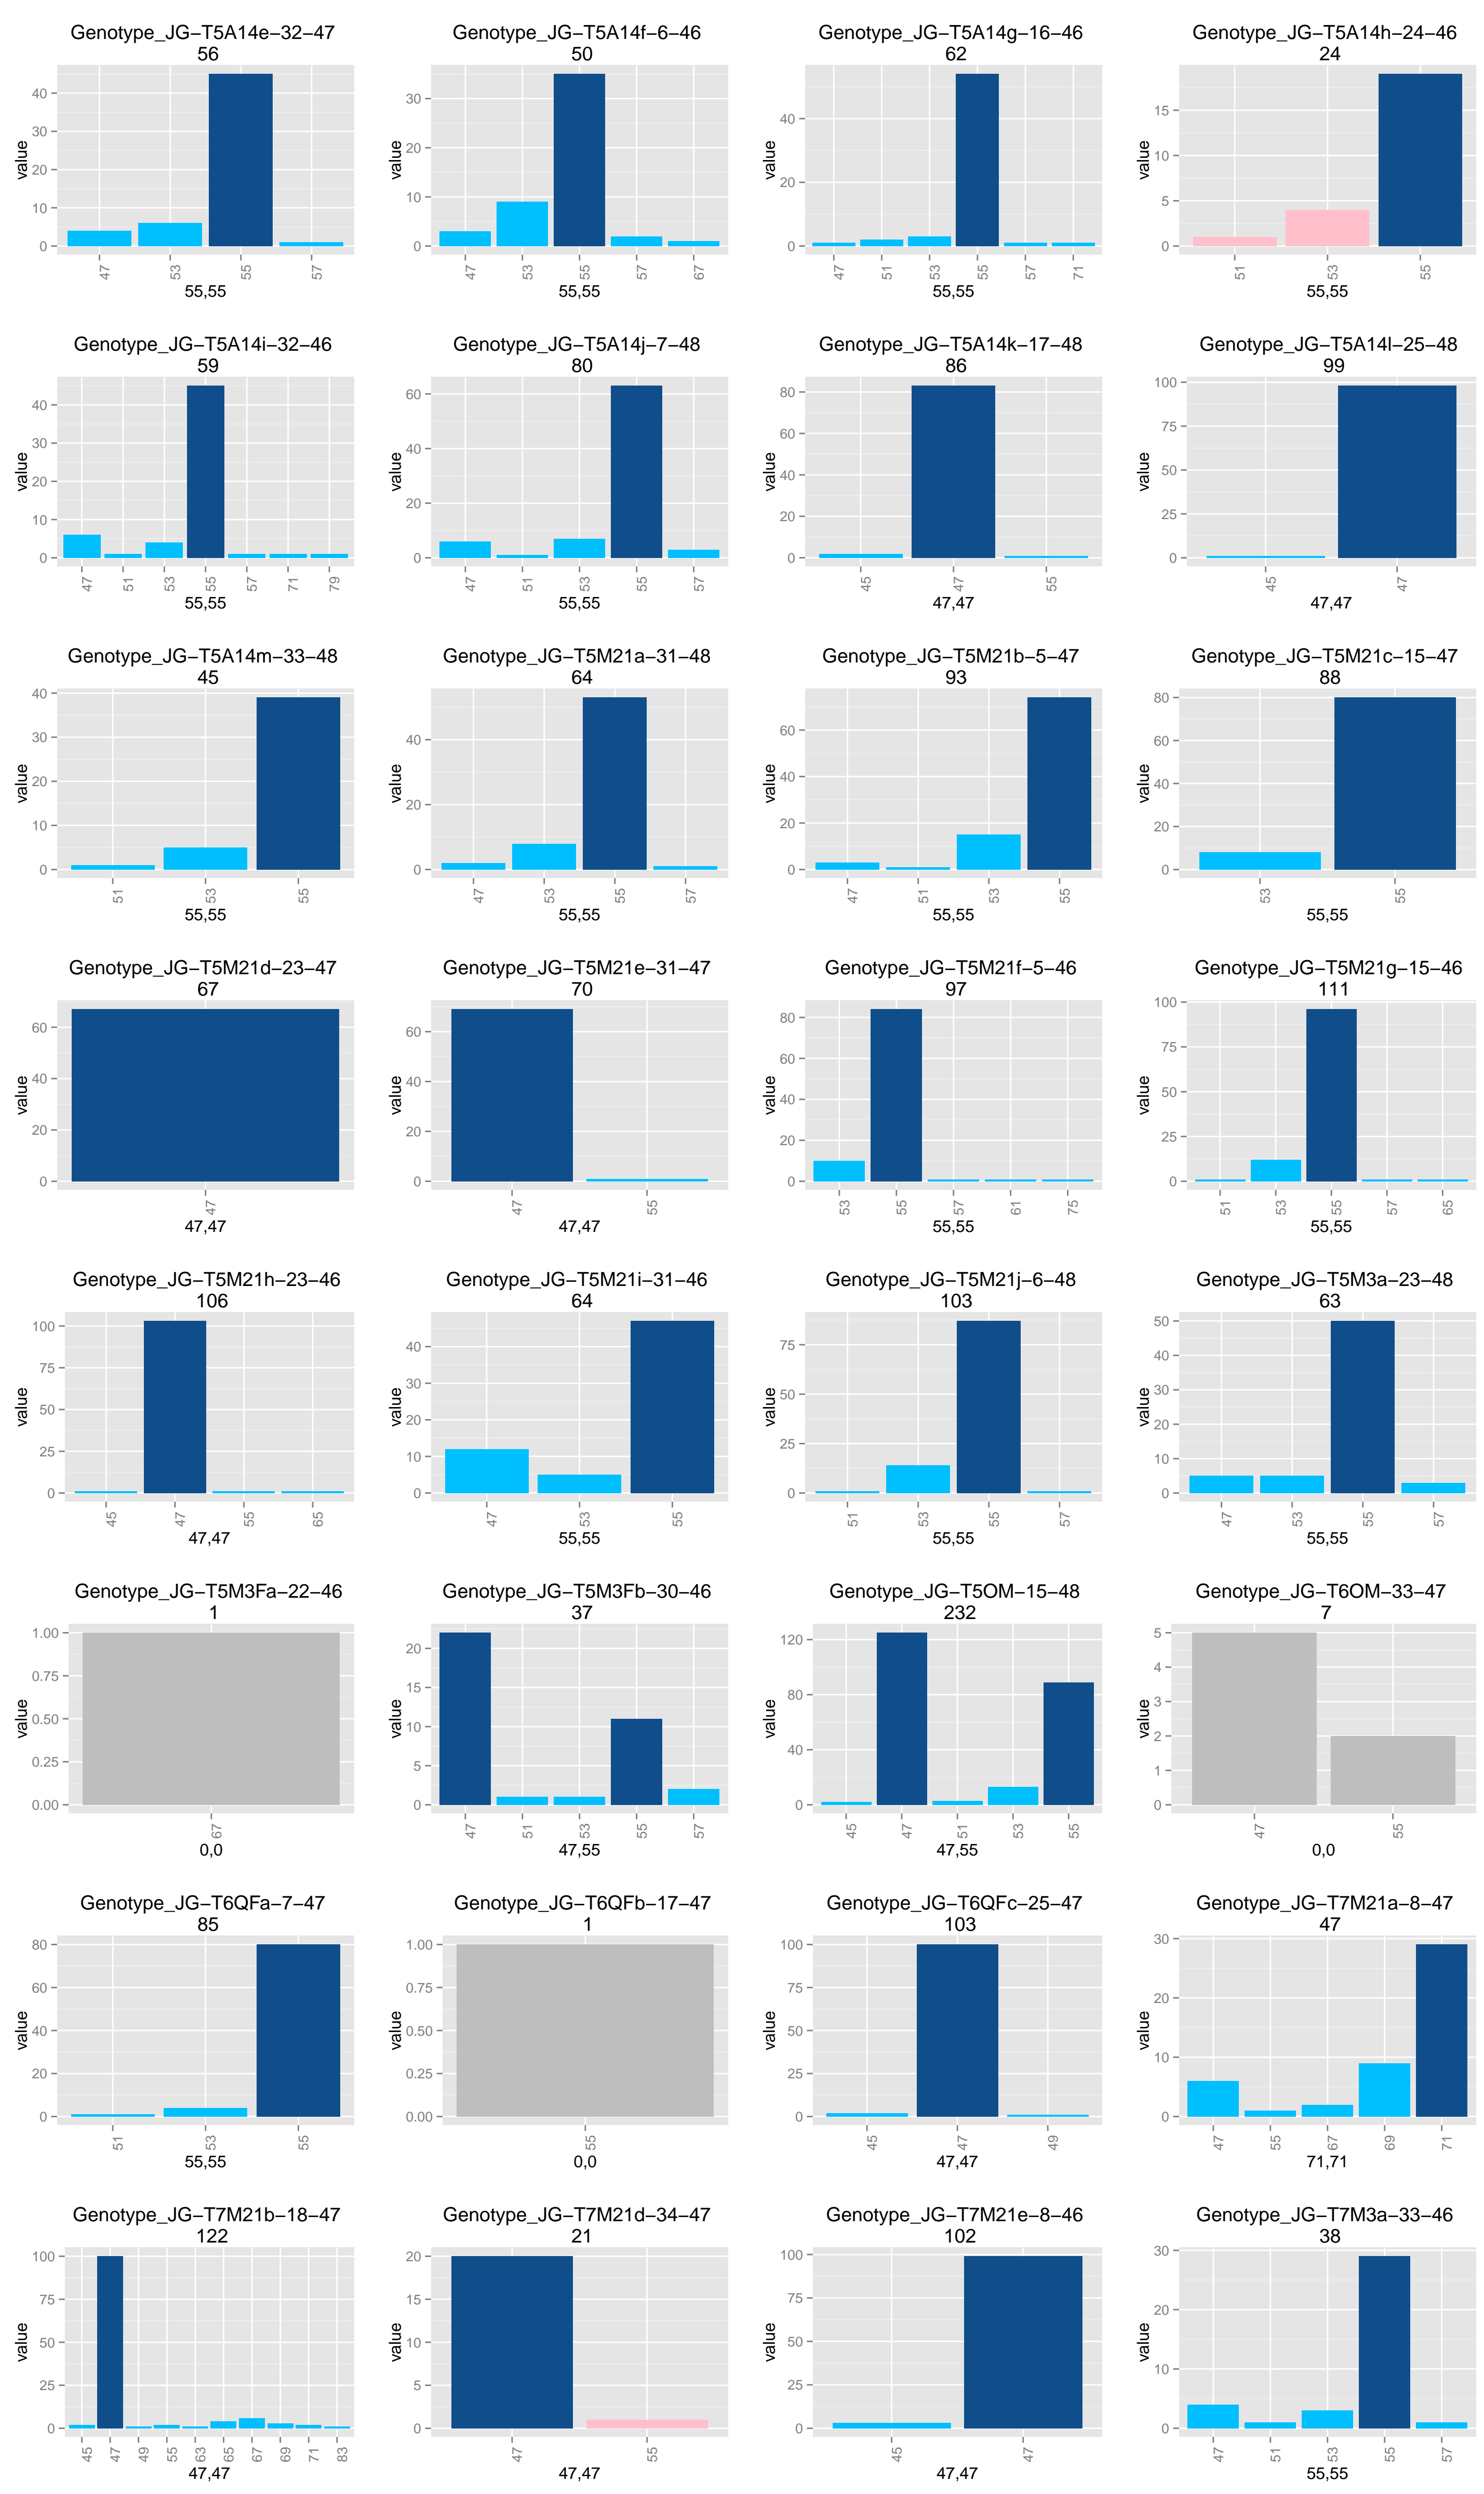 Genotype_JG−T5A14e−32−47
56
value
40
30
20
10
0
47 53 55 57
55,55
Genotype_JG−T5A14f−6−46
50
value
30
20
10
0
47 53 55 57 67
55,55
Genotype_JG−T5A14g−16−46
62
value
40
20
0
47 51 53 55 57 71
55,55
Genotype_JG−T5A14h−24−46
24
value
15
10
5
0
51 53 55
55,55
Genotype_JG−T5A14i−32−46
59
value
40
30
20
10
0
47 51 53 55 57 71 79
55,55
Genotype_JG−T5A14j−7−48
80
value
60
40
20
0
47 51 53 55 57
55,55
Genotype_JG−T5A14k−17−48
86
value
80
60
40
20
0
45 47 55
47,47
Genotype_JG−T5A14l−25−48
99
value
100
75
50
25
0
45 47
47,47
Genotype_JG−T5A14m−33−48
45
value
40
30
20
10
0
51 53 55
55,55
Genotype_JG−T5M21a−31−48
64
value
40
20
0
47 53 55 57
55,55
Genotype_JG−T5M21b−5−47
93
value
60
40
20
0
47 51 53 55
55,55
Genotype_JG−T5M21c−15−47
88
value
80
60
40
20
0
53 55
55,55
Genotype_JG−T5M21d−23−47
67
value
60
40
20
0
47
47,47
Genotype_JG−T5M21e−31−47
70
value
60
40
20
0
47 55
47,47
Genotype_JG−T5M21f−5−46
97
value
80
60
40
20
0
53 55 57 61 75
55,55
Genotype_JG−T5M21g−15−46
111
value
100
75
50
25
0
51 53 55 57 65
55,55
Genotype_JG−T5M21h−23−46
106
value
100
75
50
25
0
45 47 55 65
47,47
Genotype_JG−T5M21i−31−46
64
value
40
30
20
10
0
47 53 55
55,55
Genotype_JG−T5M21j−6−48
103
value
75
50
25
0
51 53 55 57
55,55
Genotype_JG−T5M3a−23−48
63
value
50
40
30
20
10
0
47 53 55 57
55,55
Genotype_JG−T5M3Fa−22−46
1
value
1.00
0.75
0.50
0.25
0.00
67
0,0
Genotype_JG−T5M3Fb−30−46
37
value
20
15
10
5
0
47 51 53 55 57
47,55
Genotype_JG−T5OM−15−48
232
value
120
80
40
0
45 47 51 53 55
47,55
Genotype_JG−T6OM−33−47
7
value
5
4
3
2
1
0
47 55
0,0
Genotype_JG−T6QFa−7−47
85
value
80
60
40
20
0
51 53 55
55,55
Genotype_JG−T6QFb−17−47
1
value
1.00
0.75
0.50
0.25
0.00
55
0,0
Genotype_JG−T6QFc−25−47
103
value
100
75
50
25
0
45 47 49
47,47
Genotype_JG−T7M21a−8−47
47
value
30
20
10
0
47 55 67 69 71
71,71
Genotype_JG−T7M21b−18−47
122
value
100
75
50
25
0
45 47 49 55 63 65 67 69 71 83
47,47
Genotype_JG−T7M21d−34−47
21
value
20
15
10
5
0
47 55
47,47
Genotype_JG−T7M21e−8−46
102
value
100
75
50
25
0
45 47
47,47
Genotype_JG−T7M3a−33−46
38
value
30
20
10
0
47 51 53 55 57
55,55